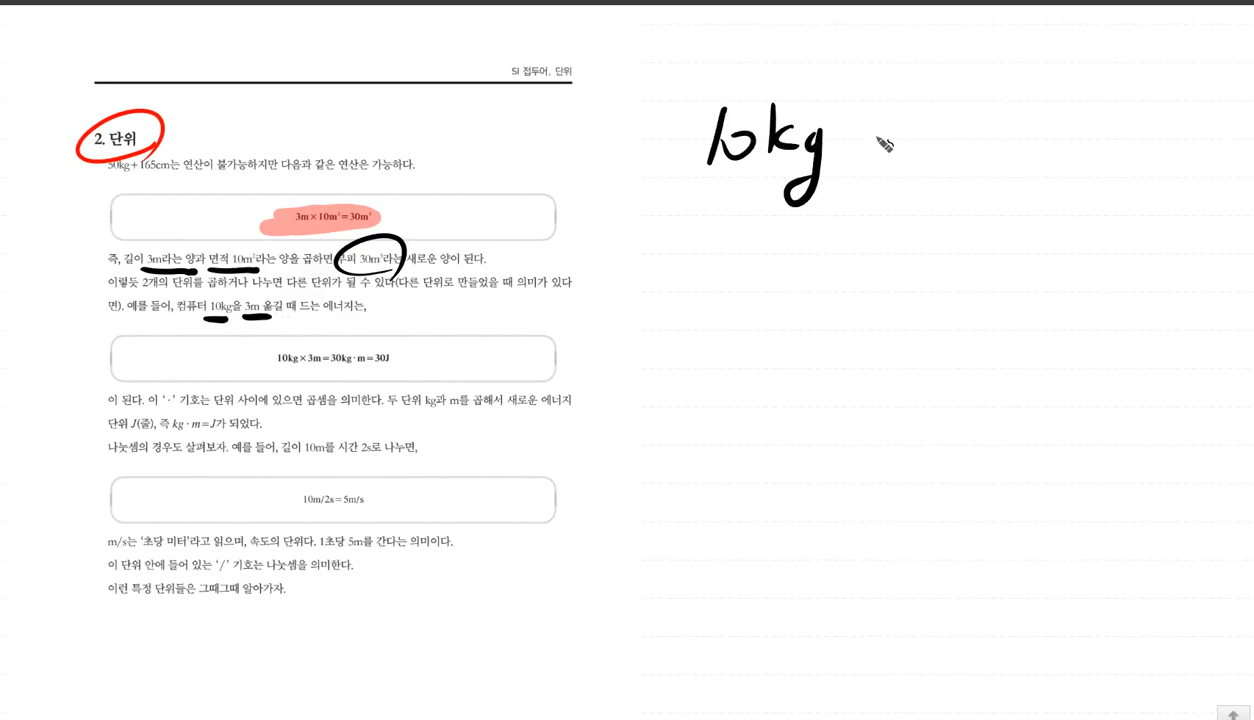 SI 접두어, 단위
2. 단위
50kg+165cm는 연산이 불가능하지만 다음과 같은 연산은 가능하다.
3m×10m²=30m³
즉, 길이 3m라는 양과 면적 10m²라는 양을 곱하면 부피 30m³라는 새로운 양이 된다.
이렇듯 2개의 단위를 곱하거나 나누면 다른 단위가 될 수 있다(다른 단위로 만들었을 때 의미가 있다
면). 예를 들어, 컴퓨터 10kg을 3m 옮길 때 드는 에너지는,
10kg×3m=30kg·m=30J
이 된다. 이 '·' 기호는 단위 사이에 있으면 곱셈을 의미한다. 두 단위 kg과 m를 곱해서 새로운 에너지
단위 J(줄), 즉 kg·m=J가 되었다.
나눗셈의 경우도 살펴보자. 예를 들어, 길이 10m를 시간 2s로 나누면,
10m/2s=5m/s
m/s는 '초당 미터'라고 읽으며, 속도의 단위다. 1초당 5m를 간다는 의미이다.
이 단위 안에 들어 있는 '/' 기호는 나눗셈을 의미한다.
이런 특정 단위들은 그때그때 알아가자.
10kg